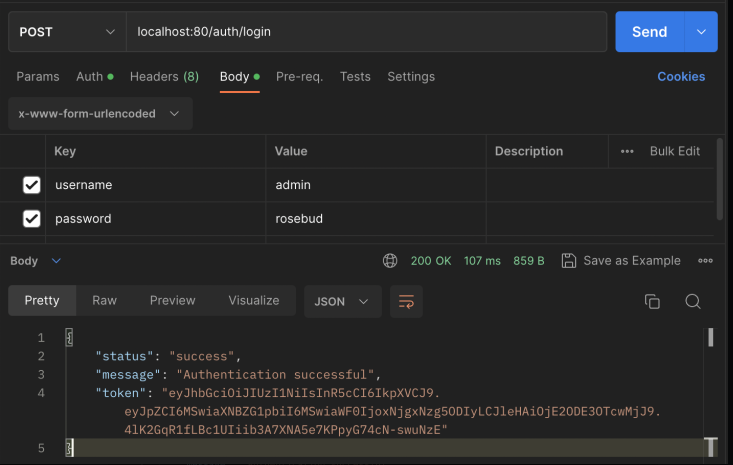 POST localhost:80/auth/login Send
Params Auth Headers (8) Body Pre-req. Tests Settings Cookies
x-www-form-urlencoded
Key Value Description ••• Bulk Edit
username admin
password rosebud
Body 200 OK 107 ms 859 B Save as Example
Pretty Raw Preview Visualize JSON
1 {
2 "status": "success",
3 "message": "Authentication successful",
4 "token": "eyJhbGciOiJIUzI1NiIsInR5cCI6IkpXVCJ9.
eyJpZCI6MSwiaXNBZG1pbiI6MSwiaWF0IjoxNjgxNzg5ODIyLCJleHAiOjE2ODE3OTcwMjJ9.
4lK2GqR1fLBc1UIiib3A7XNA5e7KPpyG74cN-swuNzE"
5 }